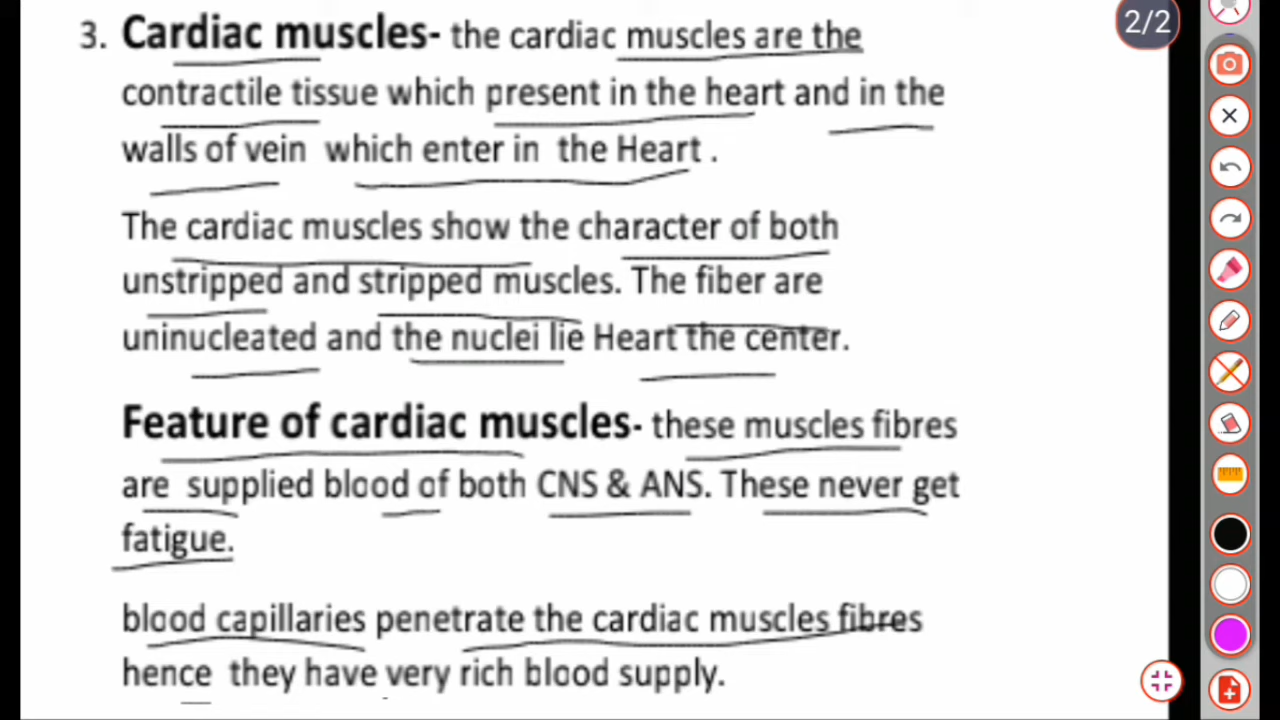 2/2
3. Cardiac muscles- the cardiac muscles are the
contractile tissue which present in the heart and in the
walls of vein which enter in the Heart .
The cardiac muscles show the character of both
unstripped and stripped muscles. The fiber are
uninucleated and the nuclei lie Heart the center.
Feature of cardiac muscles- these muscles fibres
are supplied blood of both CNS & ANS. These never get
fatigue.
blood capillaries penetrate the cardiac muscles fibres
hence they have very rich blood supply.